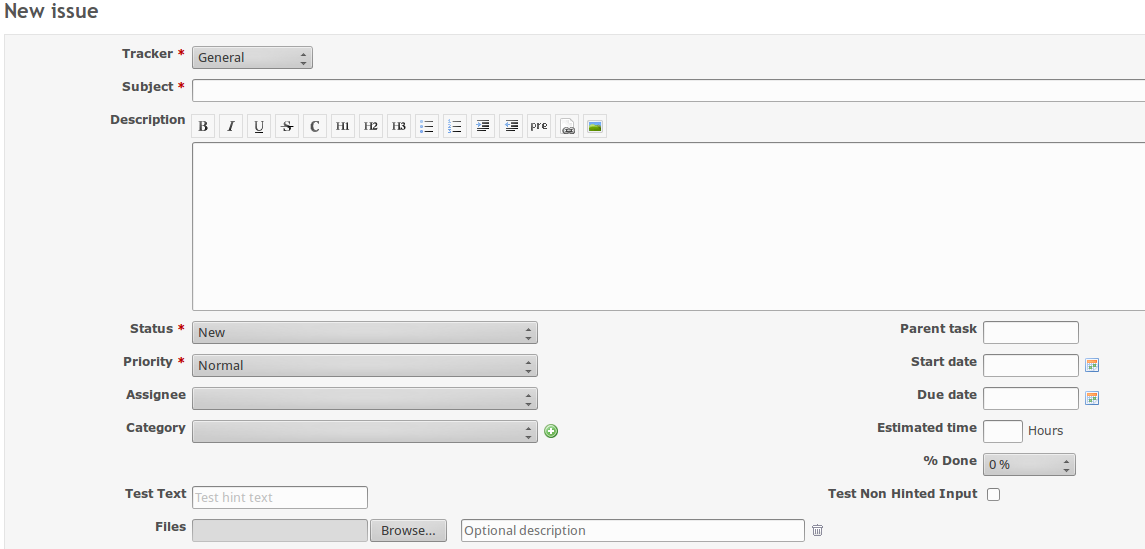 New issue
Tracker * General
Subject *
Description B I U S C H1 H2 H3 pre
Status * New Parent task
Priority * Normal Start date
Assignee Due date
Category Estimated time Hours
% Done 0 %
Test Text Test hint text Test Non Hinted Input
Files Browse... Optional description